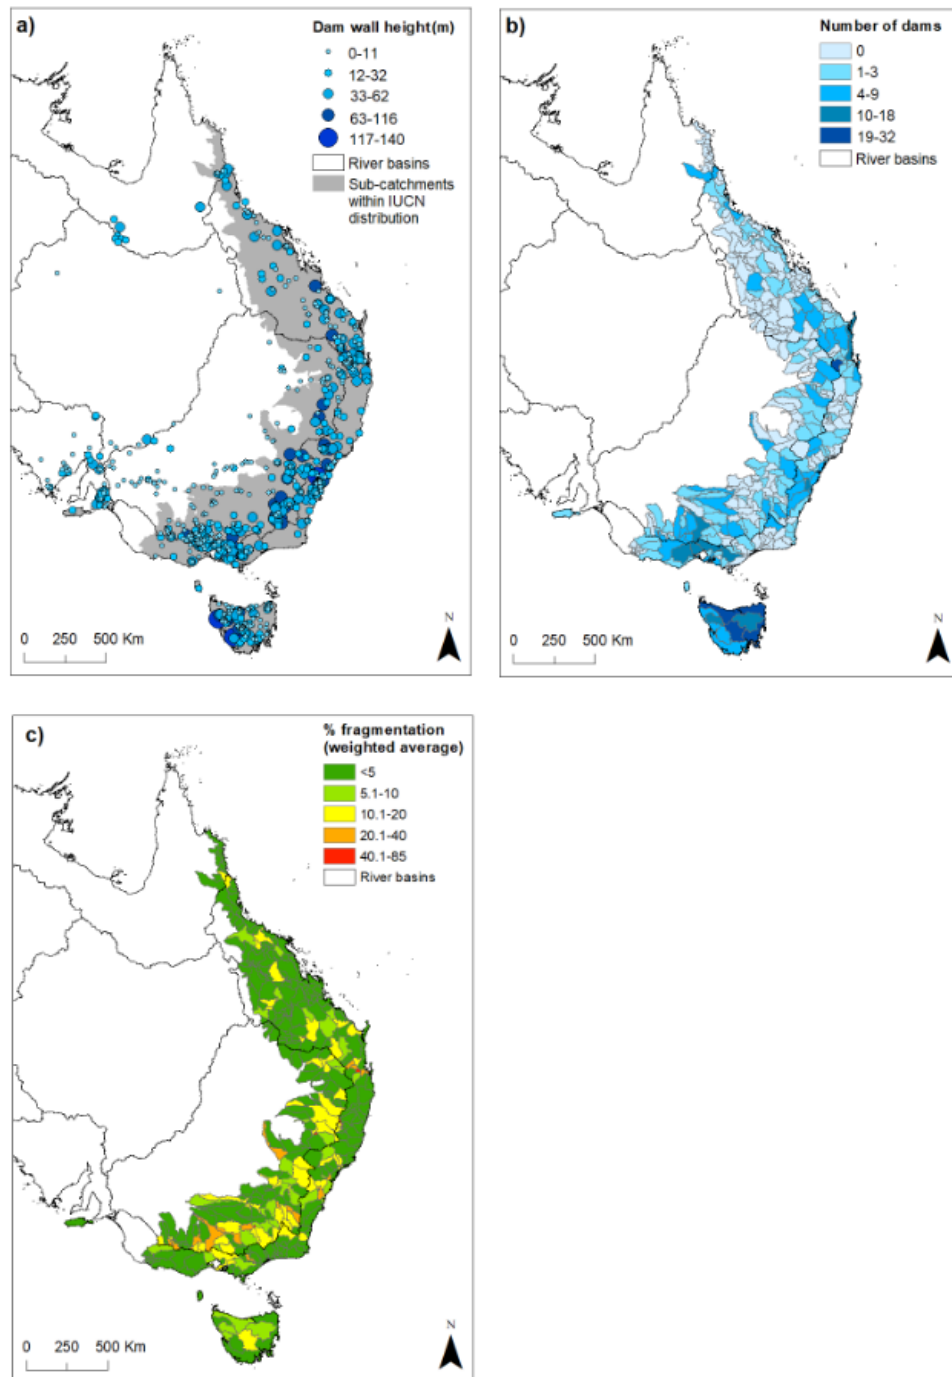 a)
Dam wall height(m)
0-11
12-32
33-62
63-116
117-140
River basins
Sub-catchments
within IUCN
distribution
N
0 250 500 Km
b)
Number of dams
0
1-3
4-9
10-18
19-32
River basins
N
0 250 500 Km
c)
% fragmentation
(weighted average)
<5
5.1-10
10.1-20
20.1-40
40.1-85
River basins
N
0 250 500 Km